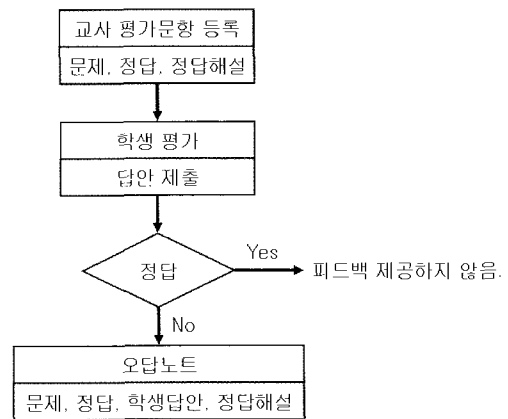 교사 평가문항 등록
문제, 정답, 정답해설
학생 평가
답안 제출
정답
Yes
피드백 제공하지 않음.
No
오답노트
문제, 정답, 학생답안, 정답해설